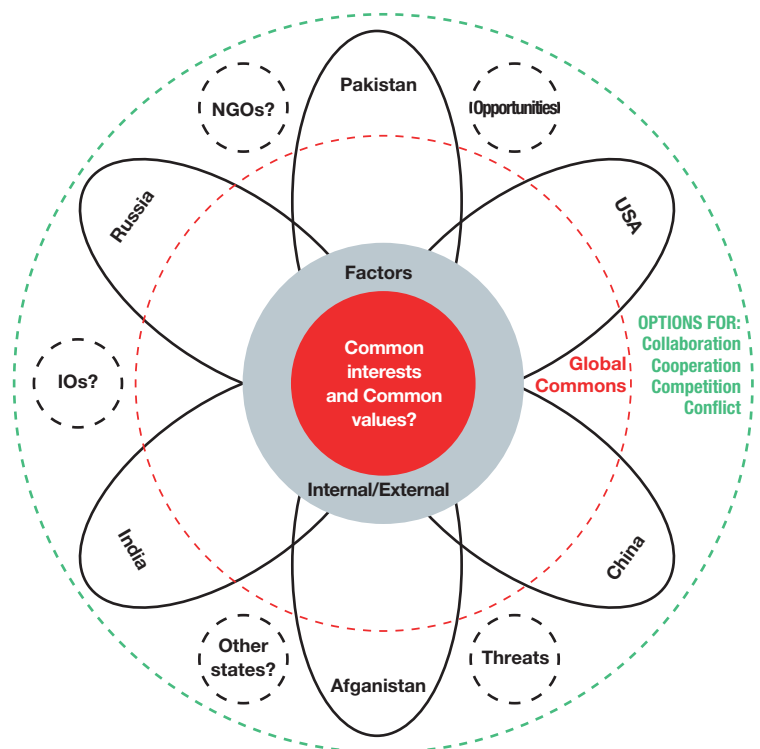 Pakistan
NGOs?
Opportunities
Russia
USA
Factors
OPTIONS FOR:
Collaboration
Cooperation
Competition
Conflict
Common
interests
and Common
values?
Global
Commons
IOs?
Internal/External
India
China
Other
states?
Threats
Afganistan